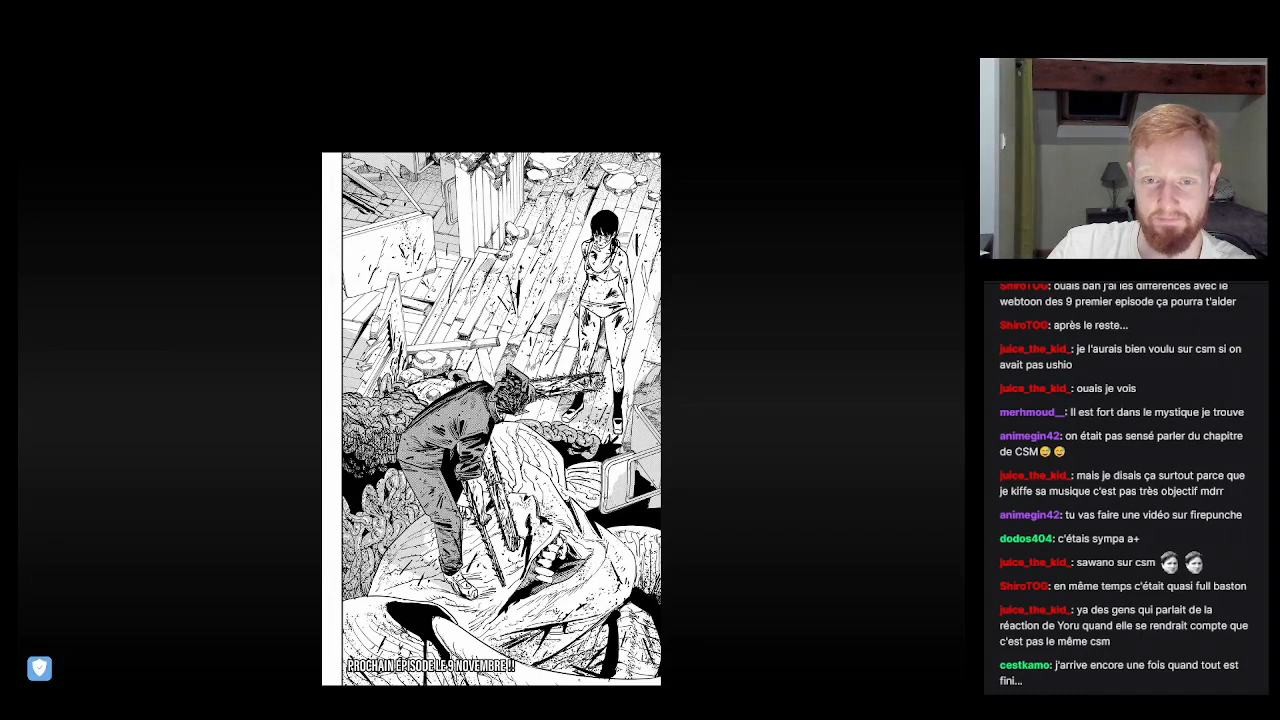 PROCHAIN ÉPISODE LE 9 NOVEMBRE !!
ShiroTOG: ouais bah j'ai les différences avec le
webtoon des 9 premier episode ça pourra t'aider
ShiroTOG: après le reste...
juice_the_kid_: je l'aurais bien voulu sur csm si on
avait pas ushio
juice_the_kid_: ouais je vois
merhmoud__: Il est fort dans le mystique je trouve
animegin42: on était pas sensé parler du chapitre
de CSM😅😅
juice_the_kid_: mais je disais ça surtout parce que
je kiffe sa musique c'est pas très objectif mdrr
animegin42: tu vas faire une vidéo sur firepunche
dodos404: c'étais sympa a+
juice_the_kid_: sawano sur csm
ShiroTOG: en même temps c'était quasi full baston
juice_the_kid_: ya des gens qui parlait de la
réaction de Yoru quand elle se rendrait compte que
c'est pas le même csm
cestkamo: j'arrive encore une fois quand tout est
fini...